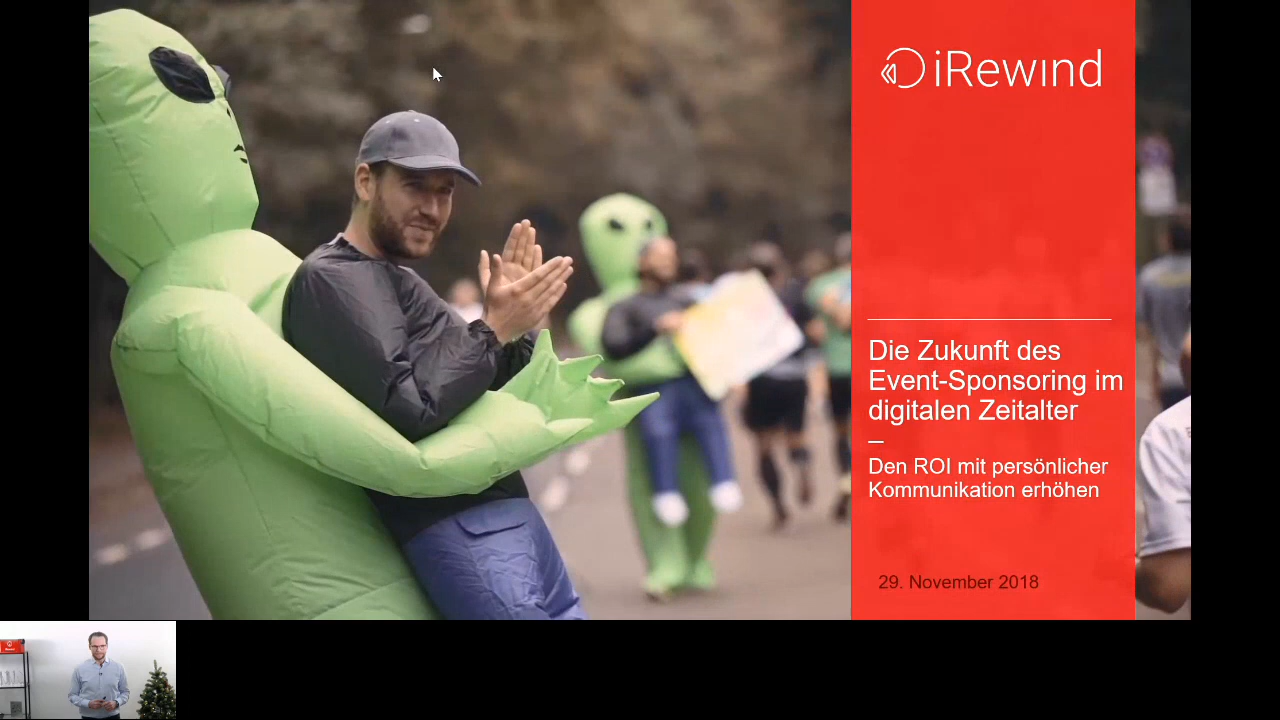 iRewind
Die Zukunft des
Event-Sponsoring im
digitalen Zeitalter
–
Den ROI mit persönlicher
Kommunikation erhöhen
29. November 2018